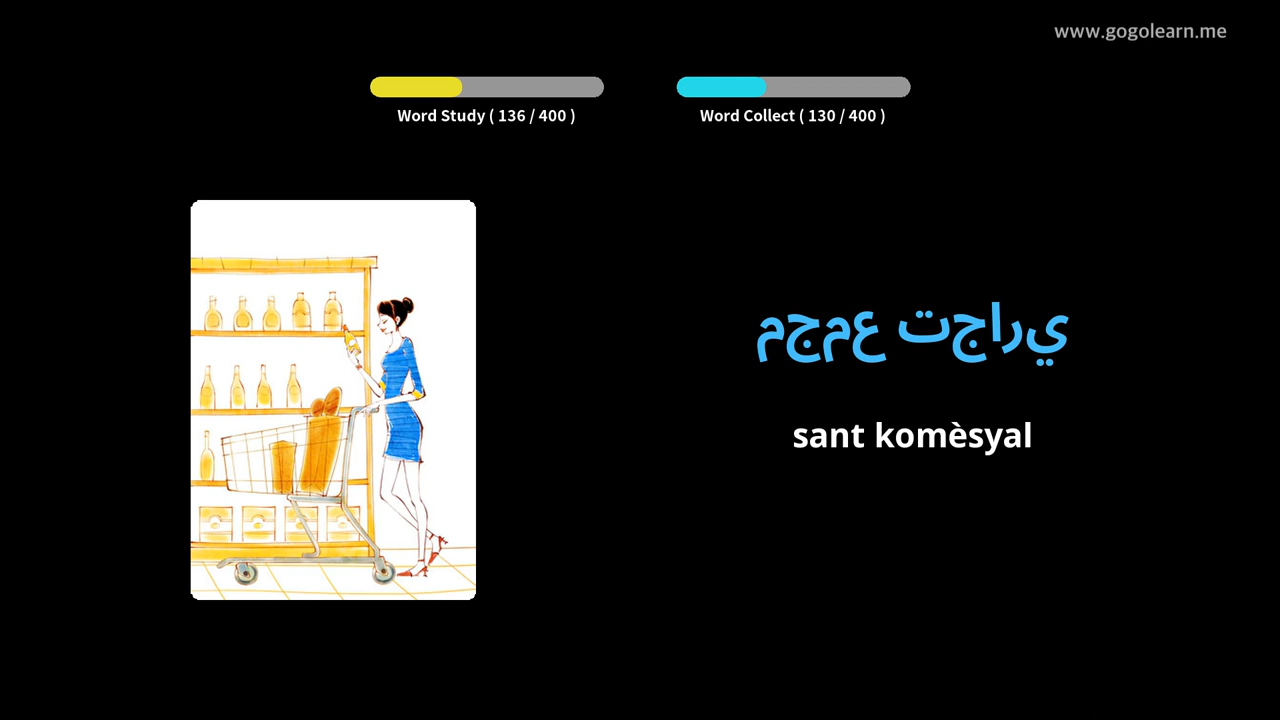 www.gogolearn.me
Word Study ( 136 / 400 )
Word Collect ( 130 / 400 )
مجمع تجاري
sant komèsyal